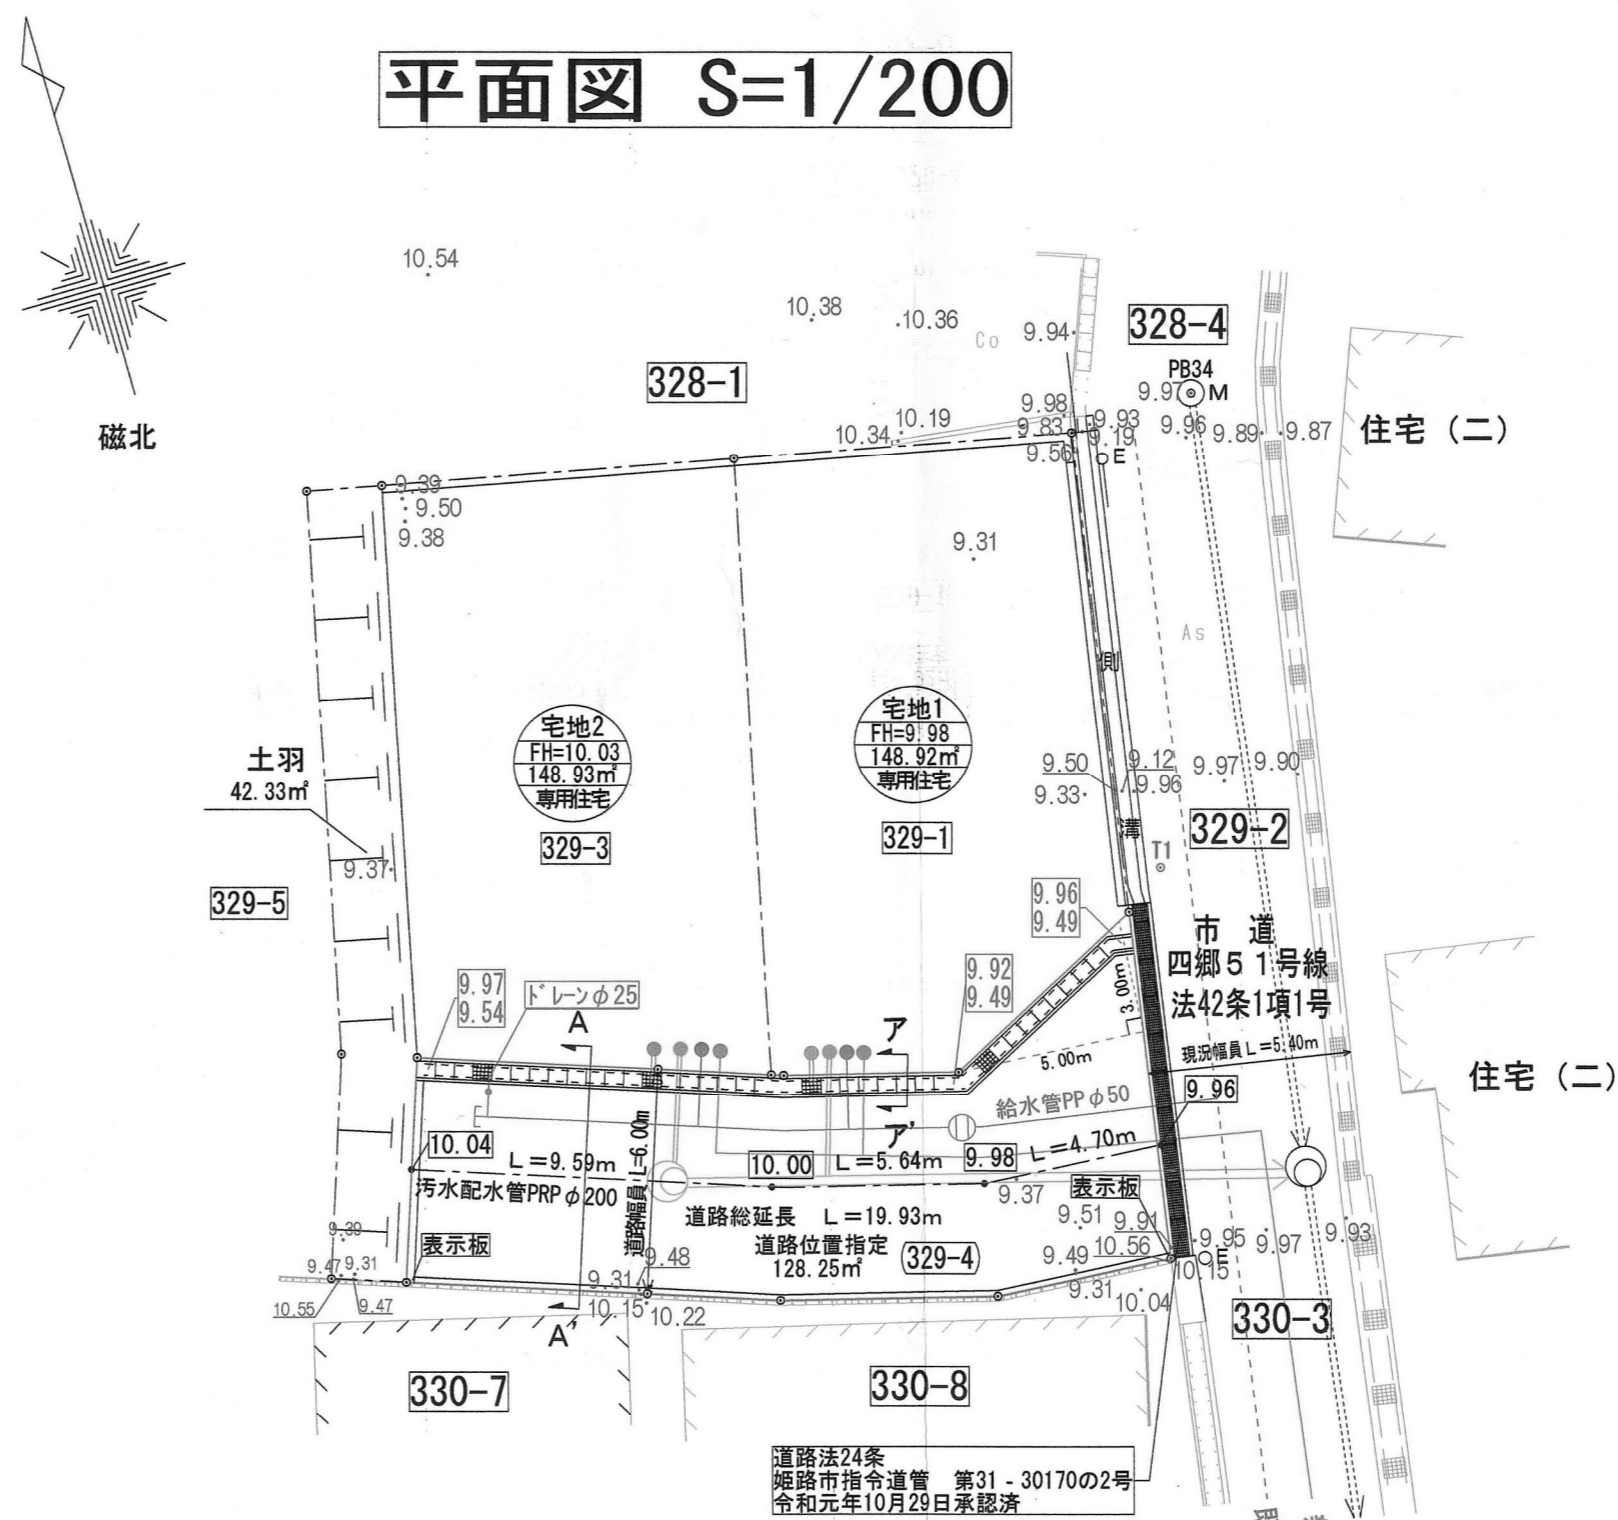 平面図 S=1/200
磁北
10.54
10.38
10.36
Co
9.94
328-4
PB34
9.97
M
328-1
9.98
9.93
10.19
10.34
9.83
9.19
9.96
9.89
9.87
住宅（二）
9.56
E
9.39
9.50
9.38
9.31
As
側
宅地2
FH=10.03
148.93㎡
専用住宅
329-3
宅地1
FH=9.98
148.92㎡
専用住宅
329-1
土羽
42.33㎡
9.37
9.50
9.12
9.33
9.96
9.97
9.90
溝
329-2
T1
329-5
9.96
9.49
市 道
四郷５１号線
法42条1項1号
9.97
9.54
ドレーンφ25
A
ア
9.92
9.49
3.00m
5.00m
現況幅員Ｌ=5.40m
住宅（二）
給水管PPφ50
9.96
ア'
10.04
Ｌ=9.59m
道路幅員Ｌ=6.00m
10.00
Ｌ=5.64m
9.98
Ｌ=4.70m
汚水配水管PRPφ200
9.37
表示板
道路総延長 Ｌ=19.93m
道路位置指定
128.25㎡
(329-4)
9.51
9.91
9.49
10.56
9.95
9.97
9.93
E
9.39
表示板
9.47
9.31
9.31
9.48
10.15
9.31
10.04
10.55
9.47
10.15
10.22
A'
330-3
330-7
330-8
道路法24条
姫路市指令道管 第31‐30170の2号
令和元年10月29日承認済